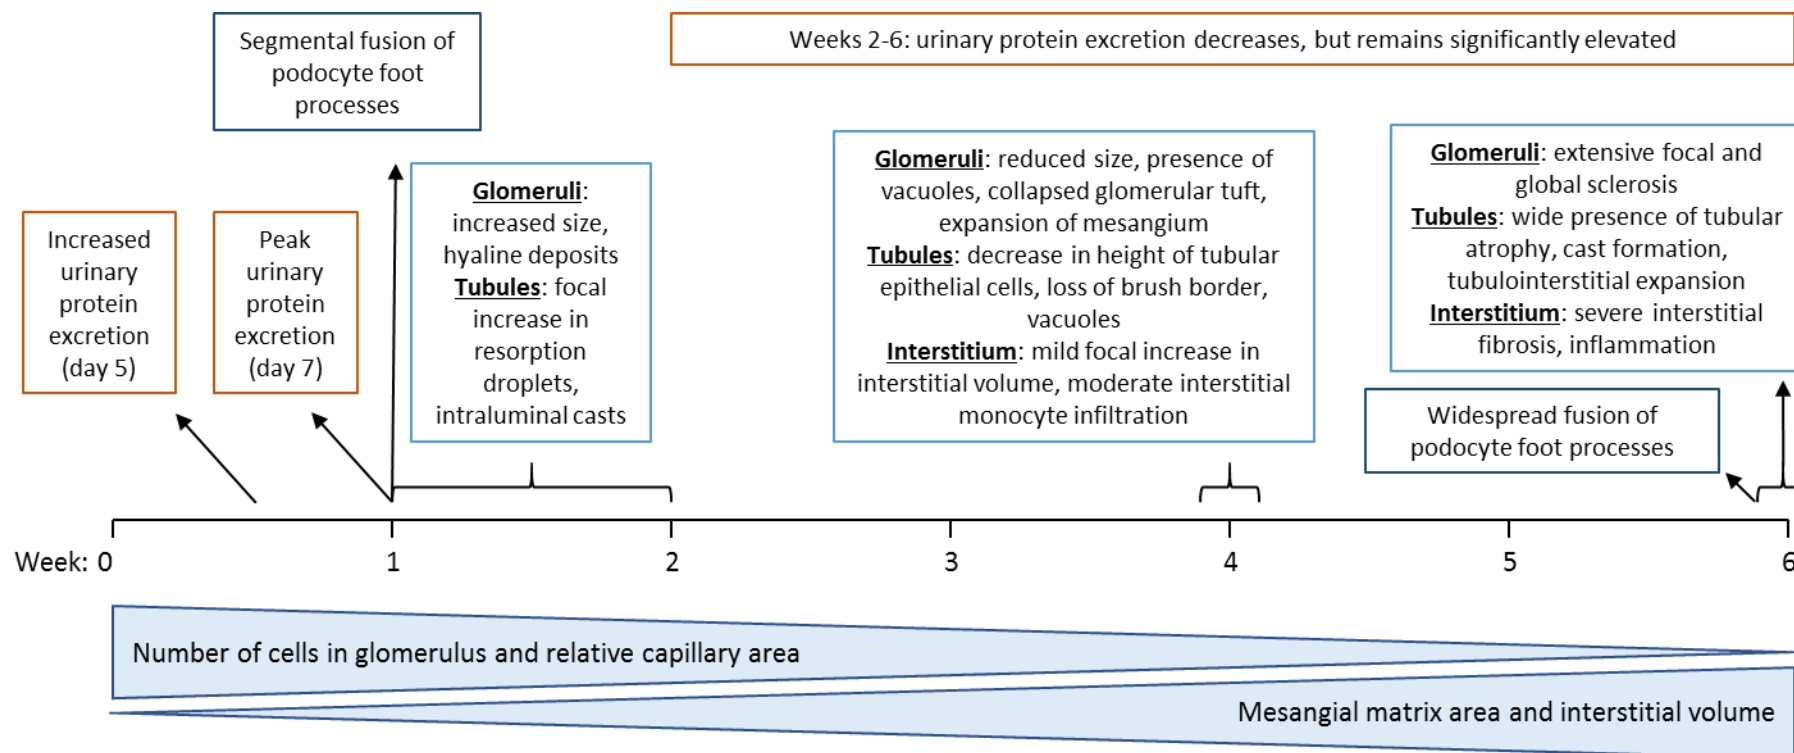 Segmental fusion of
podocyte foot
processes
Weeks 2-6: urinary protein excretion decreases, but remains significantly elevated
Increased
urinary
protein
excretion
(day 5)
Peak
urinary
protein
excretion
(day 7)
Glomeruli:
increased size,
hyaline deposits
Tubules: focal
increase in
resorption
droplets,
intraluminal casts
Glomeruli: reduced size, presence of
vacuoles, collapsed glomerular tuft,
expansion of mesangium
Tubules: decrease in height of tubular
epithelial cells, loss of brush border,
vacuoles
Interstitium: mild focal increase in
interstitial volume, moderate interstitial
monocyte infiltration
Glomeruli: extensive focal and
global sclerosis
Tubules: wide presence of tubular
atrophy, cast formation,
tubulointerstitial expansion
Interstitium: severe interstitial
fibrosis, inflammation
Widespread fusion of
podocyte foot processes
Week: 0 1 2 3 4 5 6
Number of cells in glomerulus and relative capillary area
Mesangial matrix area and interstitial volume